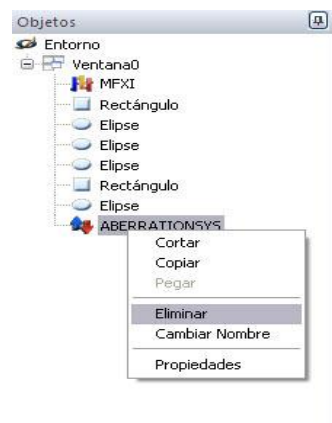 Objetos
Entorno
Ventana0
MFXI
Rectángulo
Elipse
Elipse
Elipse
Rectángulo
Elipse
ABERRATIONSYS
Cortar
Copiar
Pegar
Eliminar
Cambiar Nombre
Propiedades